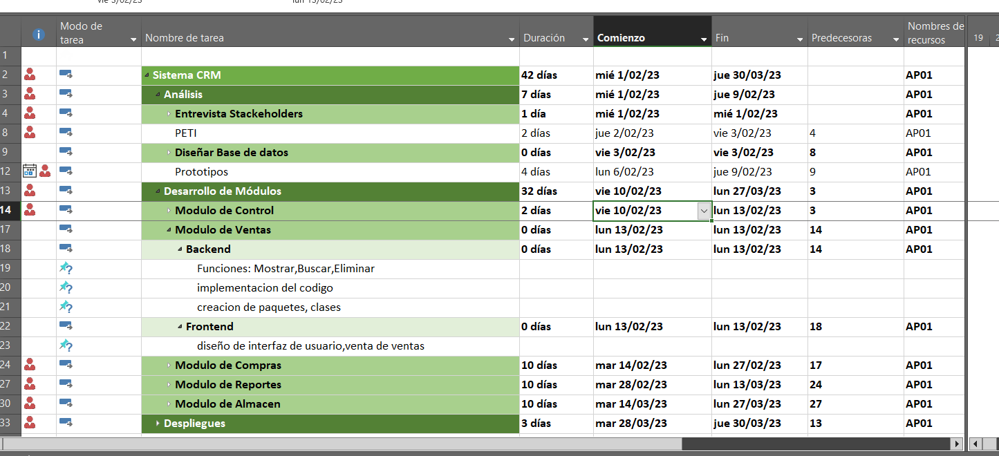 vie 3/02/23 lun 13/02/23
Modo de tarea Nombre de tarea Duración Comienzo Fin Predecesoras Nombres de recursos 19 2
1
2 Sistema CRM 42 días mié 1/02/23 jue 30/03/23 AP01
3 Análisis 7 días mié 1/02/23 jue 9/02/23 AP01
4 Entrevista Stackeholders 1 día mié 1/02/23 mié 1/02/23 AP01
8 PETI 2 días jue 2/02/23 vie 3/02/23 4 AP01
9 Diseñar Base de datos 0 días vie 3/02/23 vie 3/02/23 8 AP01
12 Prototipos 4 días lun 6/02/23 jue 9/02/23 9 AP01
13 Desarrollo de Módulos 32 días vie 10/02/23 lun 27/03/23 3 AP01
14 Modulo de Control 2 días vie 10/02/23 lun 13/02/23 3 AP01
17 Modulo de Ventas 0 días lun 13/02/23 lun 13/02/23 14 AP01
18 Backend 0 días lun 13/02/23 lun 13/02/23 14 AP01
19 Funciones: Mostrar,Buscar,Eliminar
20 implementacion del codigo
21 creacion de paquetes, clases
22 Frontend 0 días lun 13/02/23 lun 13/02/23 18 AP01
23 diseño de interfaz de usuario,venta de ventas
24 Modulo de Compras 10 días mar 14/02/23 lun 27/02/23 17 AP01
27 Modulo de Reportes 10 días mar 28/02/23 lun 13/03/23 24 AP01
30 Modulo de Almacen 10 días mar 14/03/23 lun 27/03/23 27 AP01
33 Despliegues 3 días mar 28/03/23 jue 30/03/23 13 AP01